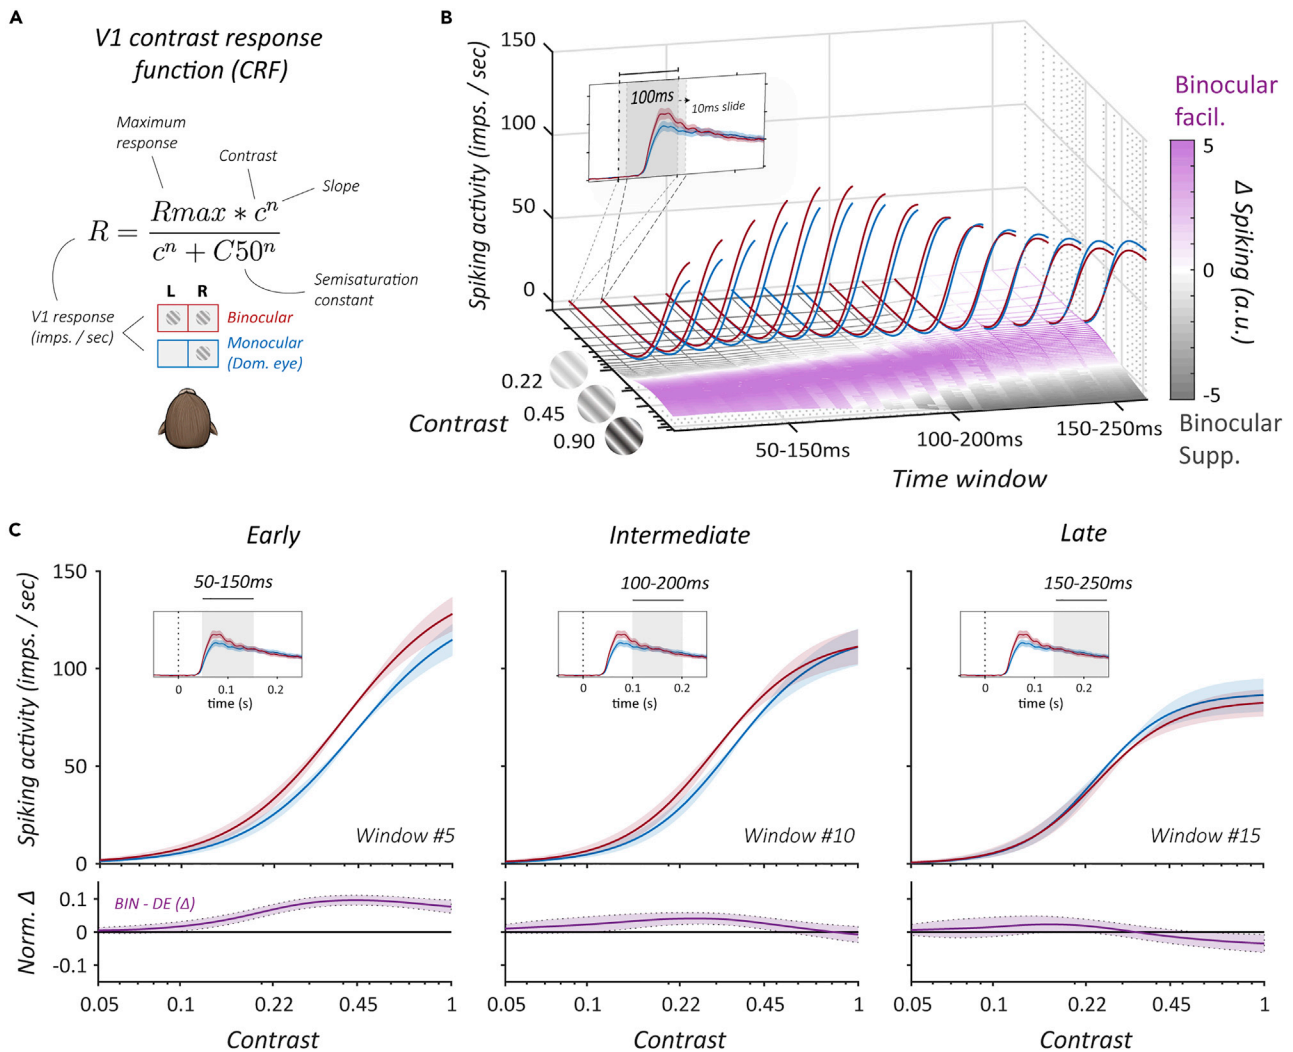 A
V1 contrast response
function (CRF)
Maximum
response
Contrast
Slope
R = Rmax * c^n / c^n + C50^n
Semisaturation
constant
V1 response
(imps. / sec)
L R
Binocular
Monocular
(Dom. eye)
B
Spiking activity (imps. / sec)
150
100
50
0
100ms
10ms slide
0.22
0.45
0.90
Contrast
50-150ms
100-200ms
150-250ms
Time window
Binocular
facil.
5
0
-5
Δ Spiking (a.u.)
Binocular
Supp.
C
Early
Spiking activity (imps. / sec)
150
100
50
0
50-150ms
0 0.1 0.2
time (s)
Window #5
Intermediate
100-200ms
0 0.1 0.2
time (s)
Window #10
Late
150-250ms
0 0.1 0.2
time (s)
Window #15
Norm. Δ
0.1
0
-0.1
BIN - DE (Δ)
0.05 0.1 0.22 0.45 1
Contrast
0.05 0.1 0.22 0.45 1
Contrast
0.05 0.1 0.22 0.45 1
Contrast